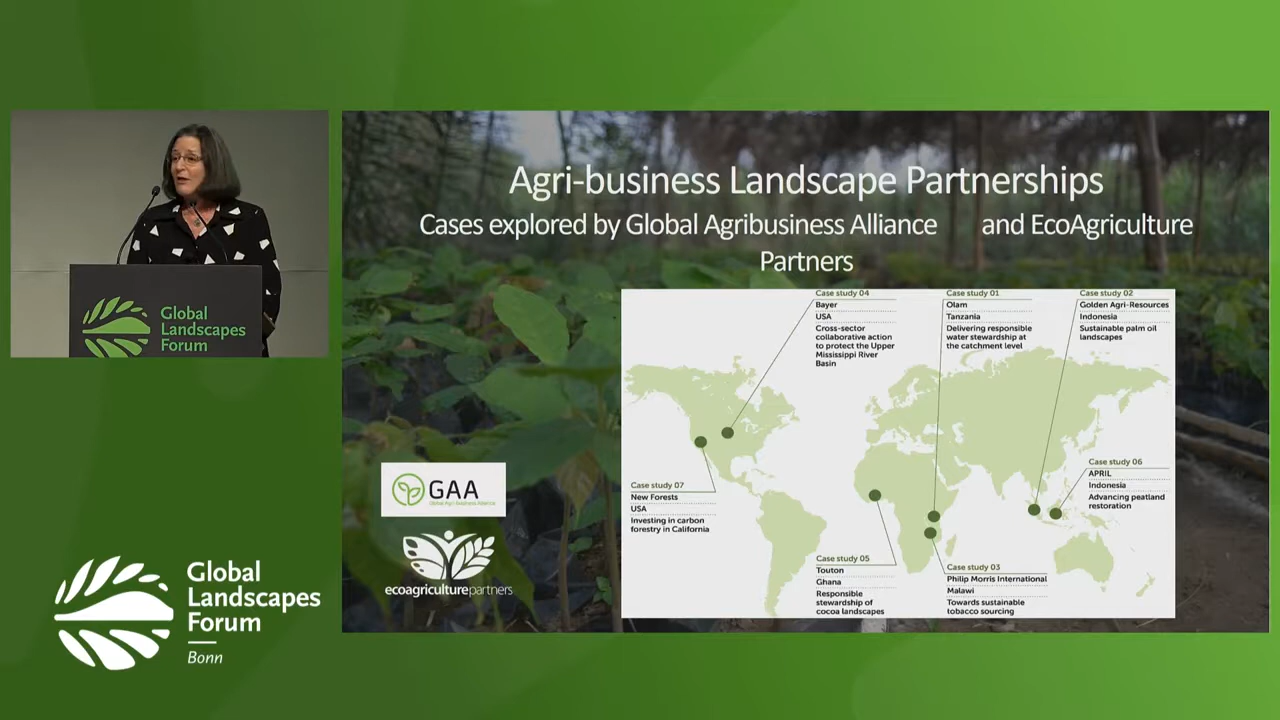 Agri-business Landscape Partnerships
Cases explored by Global Agribusiness Alliance and EcoAgriculture
Partners
Case study 04
Bayer
USA
Cross-sector
collaborative action
to protect the Upper
Mississippi River
Basin
Case study 01
Olam
Tanzania
Delivering responsible
water stewardship at
the catchment level
Case study 02
Golden Agri-Resources
Indonesia
Sustainable palm oil
landscapes
Case study 06
APRIL
Indonesia
Advancing peatland
restoration
Case study 07
New Forests
USA
Investing in carbon
forestry in California
Case study 05
Touton
Ghana
Responsible
stewardship of
cocoa landscapes
Case study 03
Philip Morris International
Malawi
Towards sustainable
tobacco sourcing
GAA
Global Agri-business Alliance
ecoagriculturepartners
Global
Landscapes
Forum
Global
Landscapes
Forum
Bonn